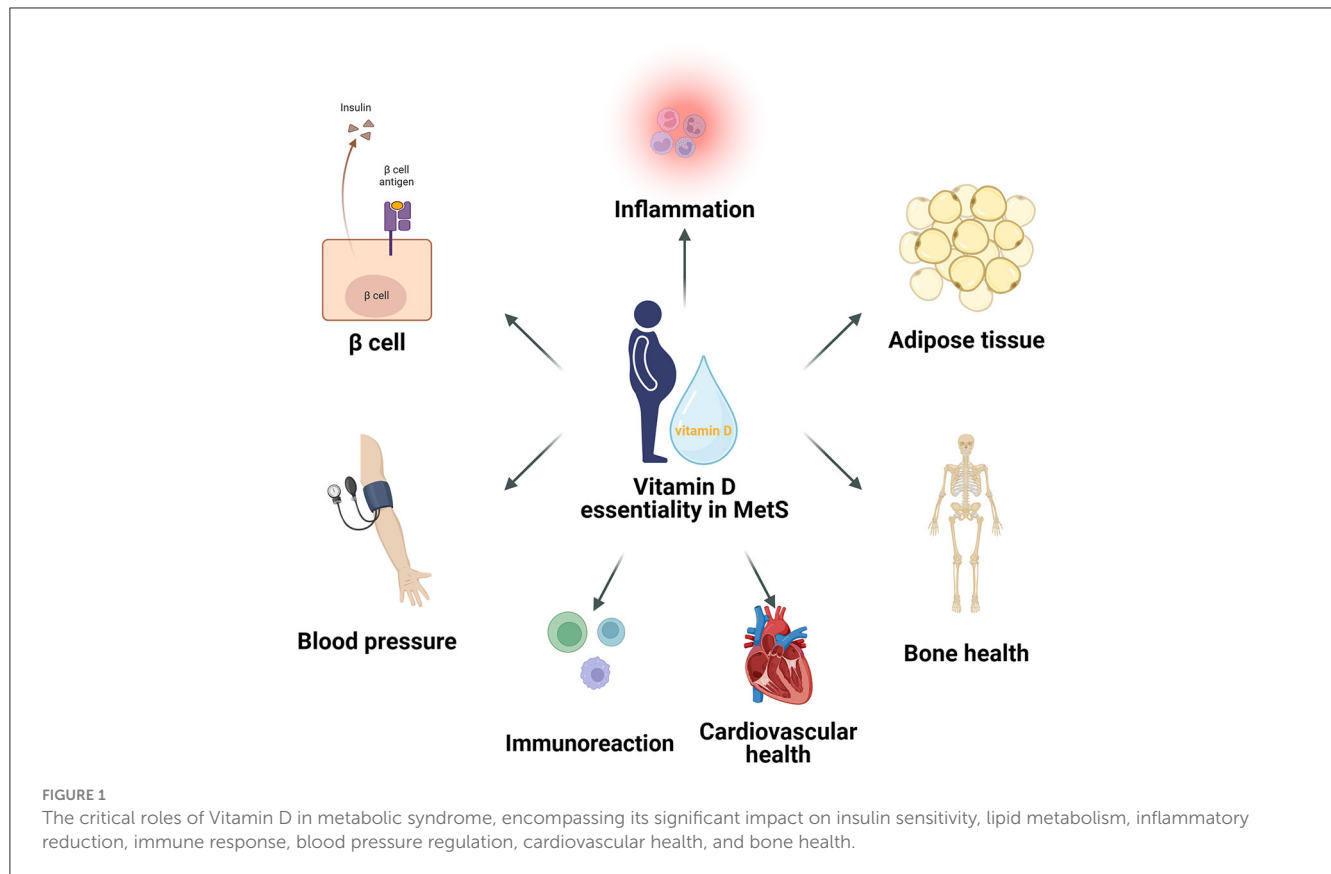 Insulin
β cell
antigen
β cell
β cell
Inflammation
Adipose tissue
vitamin D
Vitamin D
essentiality in MetS
Blood pressure
Bone health
Immunoreaction
Cardiovascular
health
FIGURE 1
The critical roles of Vitamin D in metabolic syndrome, encompassing its significant impact on insulin sensitivity, lipid metabolism, inflammatory
reduction, immune response, blood pressure regulation, cardiovascular health, and bone health.